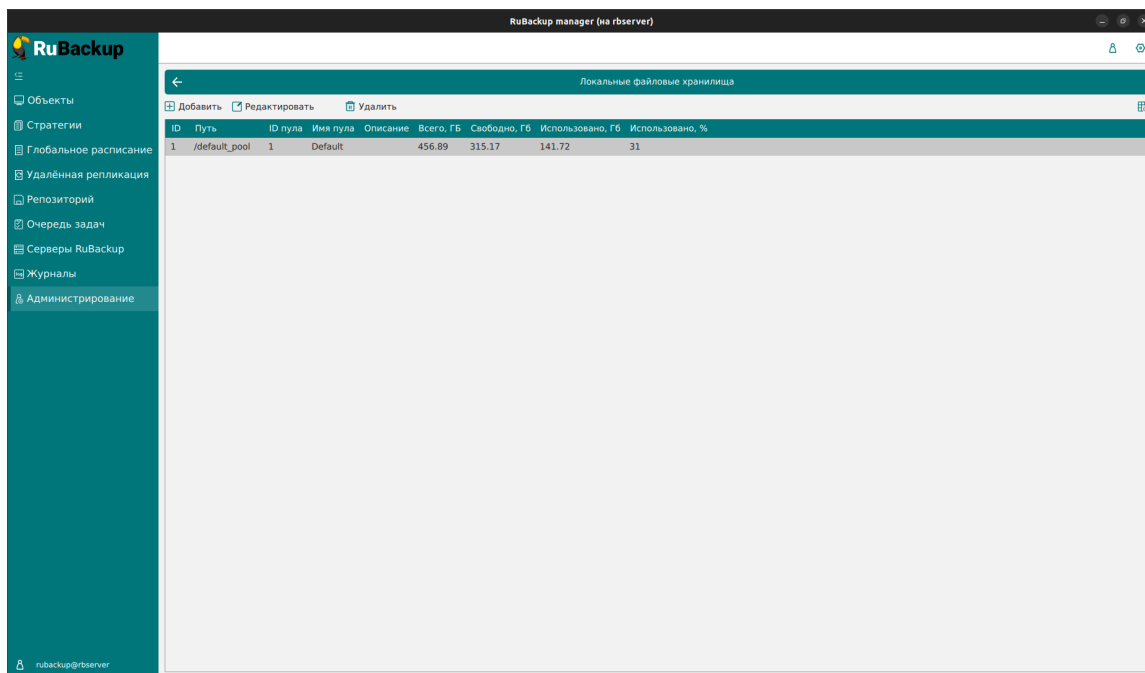 RuBackup manager (на rbserver)
RuBackup
Локальные файловые хранилища
Объекты
Стратегии
Глобальное расписание
Удалённая репликация
Репозиторий
Очередь задач
Серверы RuBackup
Журналы
Администрирование
rubackup@rbserver
Добавить Редактировать Удалить
ID Путь ID пула Имя пула Описание Всего, ГБ Свободно, Гб Использовано, Гб Использовано, %
1 /default_pool 1 Default 456.89 315.17 141.72 31